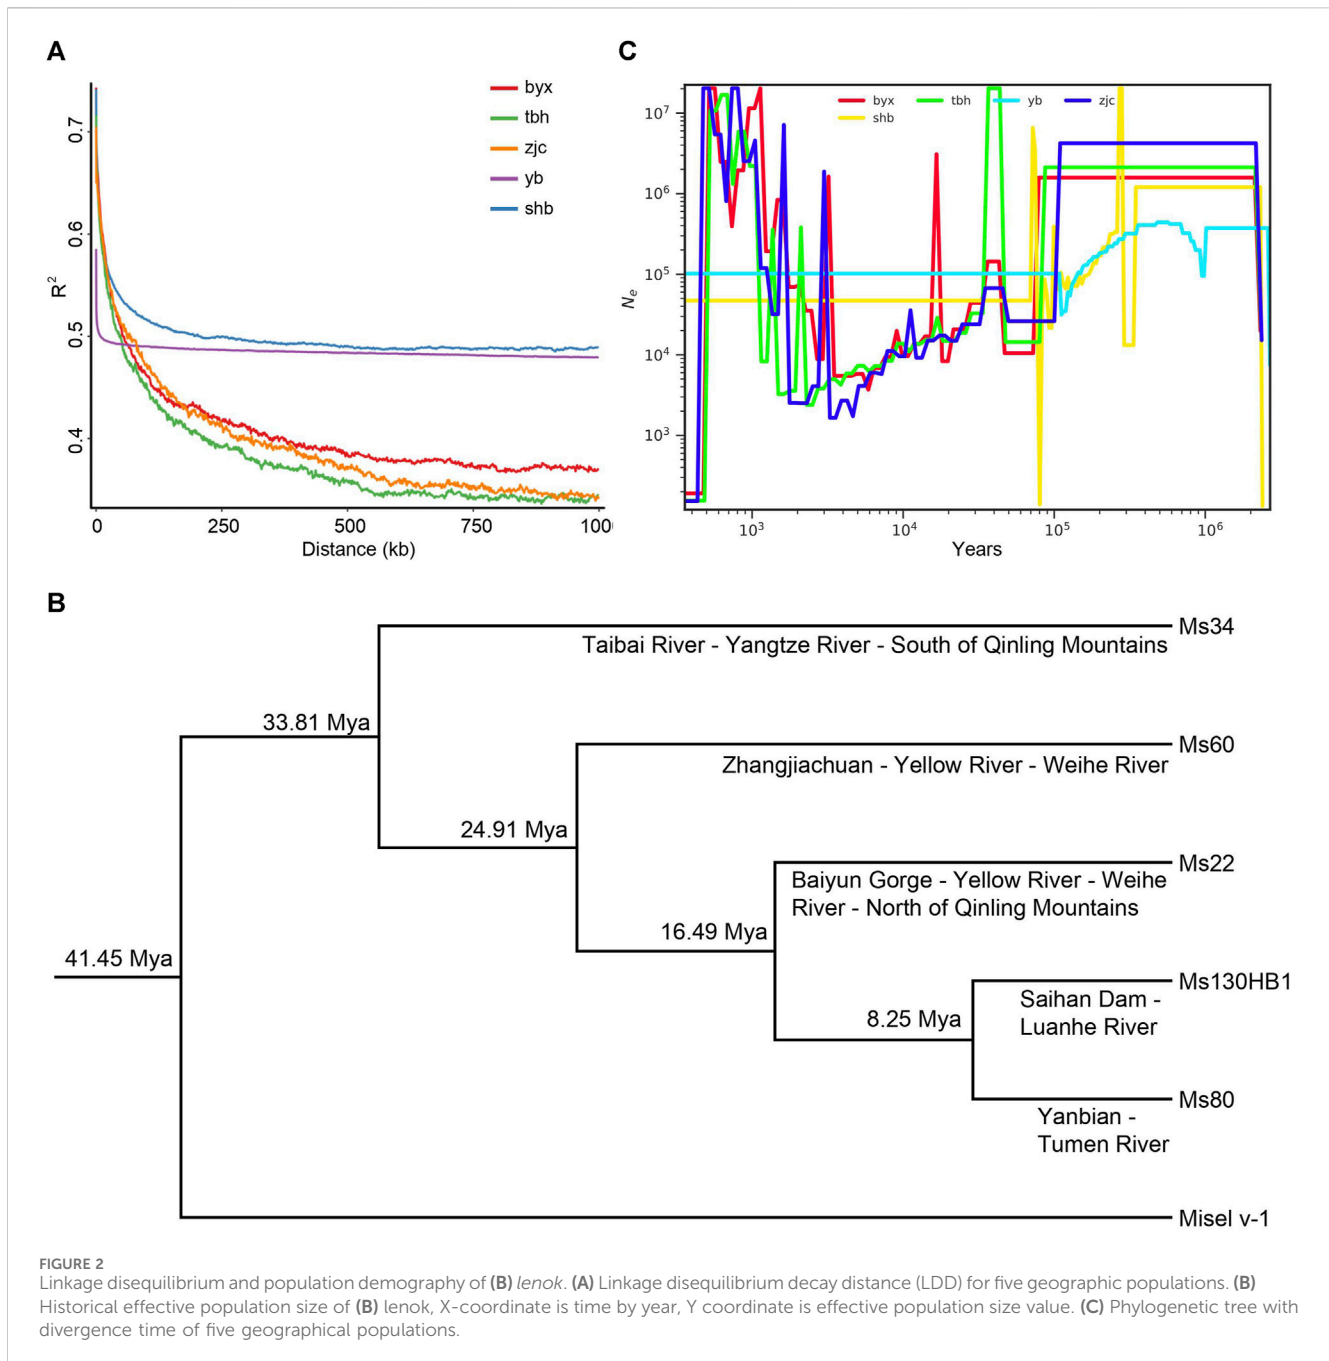 A
byx
tbh
zjc
yb
shb
0.7
0.6
0.5
0.4
R²
0 250 500 750 1000
Distance (kb)
C
byx tbh yb zjc
shb
10⁷
10⁶
10⁵
10⁴
10³
Nₑ
10³ 10⁴ 10⁵ 10⁶
Years
B
Ms34
Taibai River - Yangtze River - South of Qinling Mountains
33.81 Mya
Ms60
Zhangjiachuan - Yellow River - Weihe River
24.91 Mya
Ms22
Baiyun Gorge - Yellow River - Weihe
River - North of Qinling Mountains
16.49 Mya
41.45 Mya
Ms130HB1
Saihan Dam -
Luanhe River
8.25 Mya
Ms80
Yanbian -
Tumen River
Misel v-1
FIGURE 2
Linkage disequilibrium and population demography of (B) lenok. (A) Linkage disequilibrium decay distance (LDD) for five geographic populations. (B)
Historical effective population size of (B) lenok, X-coordinate is time by year, Y coordinate is effective population size value. (C) Phylogenetic tree with
divergence time of five geographical populations.